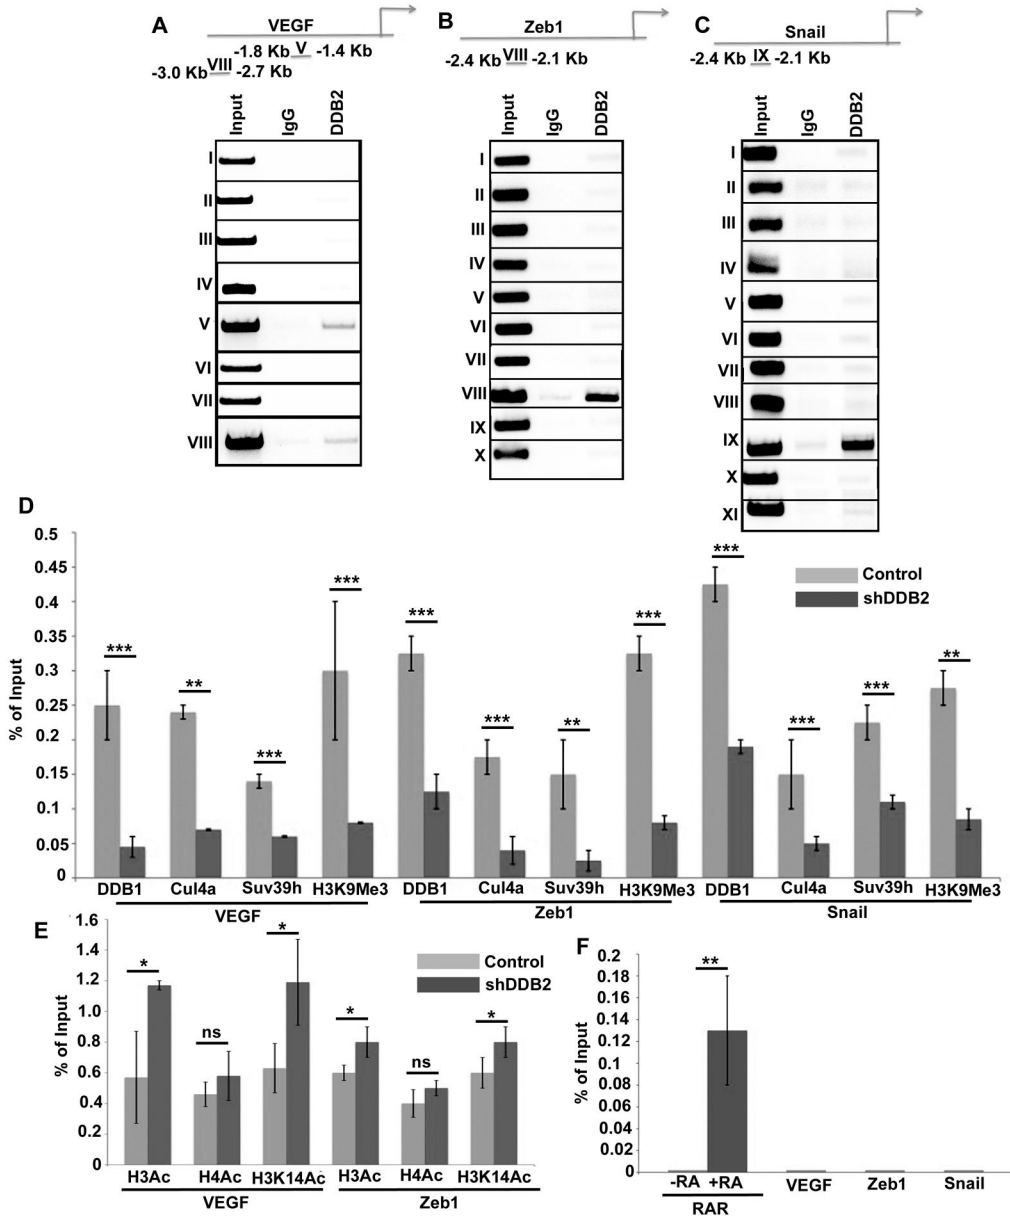 A
VEGF
-1.8 Kb V -1.4 Kb
-3.0 Kb VIII -2.7 Kb
Input IgG DDB2
I
II
III
IV
V
VI
VII
VIII
B
Zeb1
-2.4 Kb VIII -2.1 Kb
Input IgG DDB2
I
II
III
IV
V
VI
VII
VIII
IX
X
C
Snail
-2.4 Kb IX -2.1 Kb
Input IgG DDB2
I
II
III
IV
V
VI
VII
VIII
IX
X
XI
D
% of Input
0.5
0.45
0.4
0.35
0.3
0.25
0.2
0.15
0.1
0.05
0
*** ** *** *** *** *** ** *** *** *** *** **
Control
shDDB2
DDB1 Cul4a Suv39h H3K9Me3 DDB1 Cul4a Suv39h H3K9Me3 DDB1 Cul4a Suv39h H3K9Me3
VEGF Zeb1 Snail
E
% of Input
1.6
1.4
1.2
1.0
0.8
0.6
0.4
0.2
0
* ns * * ns *
Control
shDDB2
H3Ac H4Ac H3K14Ac H3Ac H4Ac H3K14Ac
VEGF Zeb1
F
% of Input
0.2
0.18
0.16
0.14
0.12
0.10
0.08
0.06
0.04
0.02
0
**
-RA +RA VEGF Zeb1 Snail
RAR